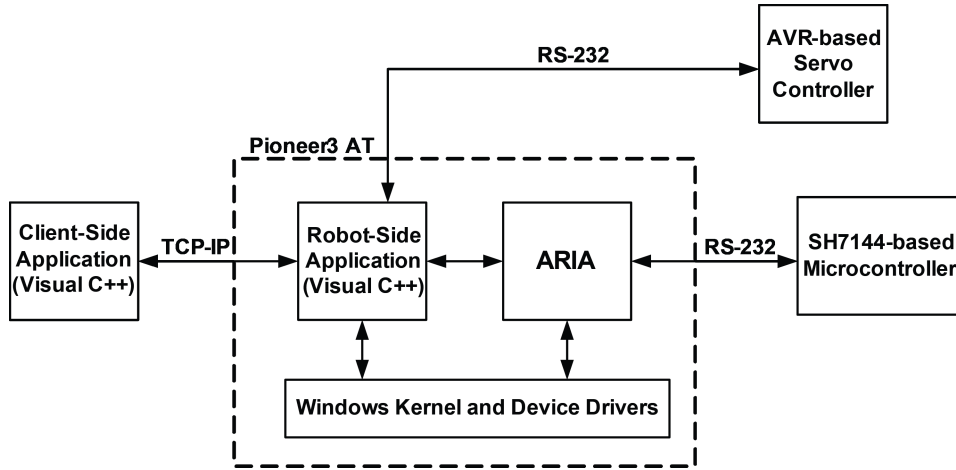 AVR-based
Servo
Controller
RS-232
Pioneer3 AT
Client-Side
Application
(Visual C++)
TCP-IP
Robot-Side
Application
(Visual C++)
ARIA
RS-232
SH7144-based
Microcontroller
Windows Kernel and Device Drivers